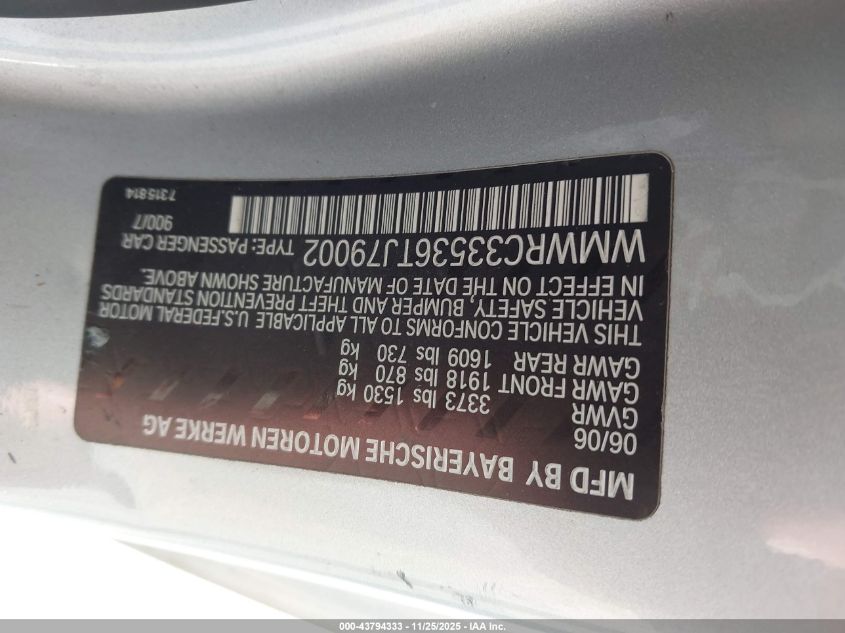 MFD BY BAYERISCHE MOTOREN WERKE AG
06/06
GVWR 3373 lbs 1530 kg
GAWR FRONT 1918 lbs 870 kg
GAWR REAR 1609 lbs 730 kg
THIS VEHICLE CONFORMS TO ALL APPLICABLE U.S.FEDERAL MOTOR
VEHICLE SAFETY, BUMPER AND THEFT PREVENTION STANDARDS
IN EFFECT ON THE DATE OF MANUFACTURE SHOWN ABOVE.
WMWRC33536TJ79002 TYPE: PASSENGER CAR
900/7
7315814
000-43794333 - 11/25/2025 - IAA Inc.